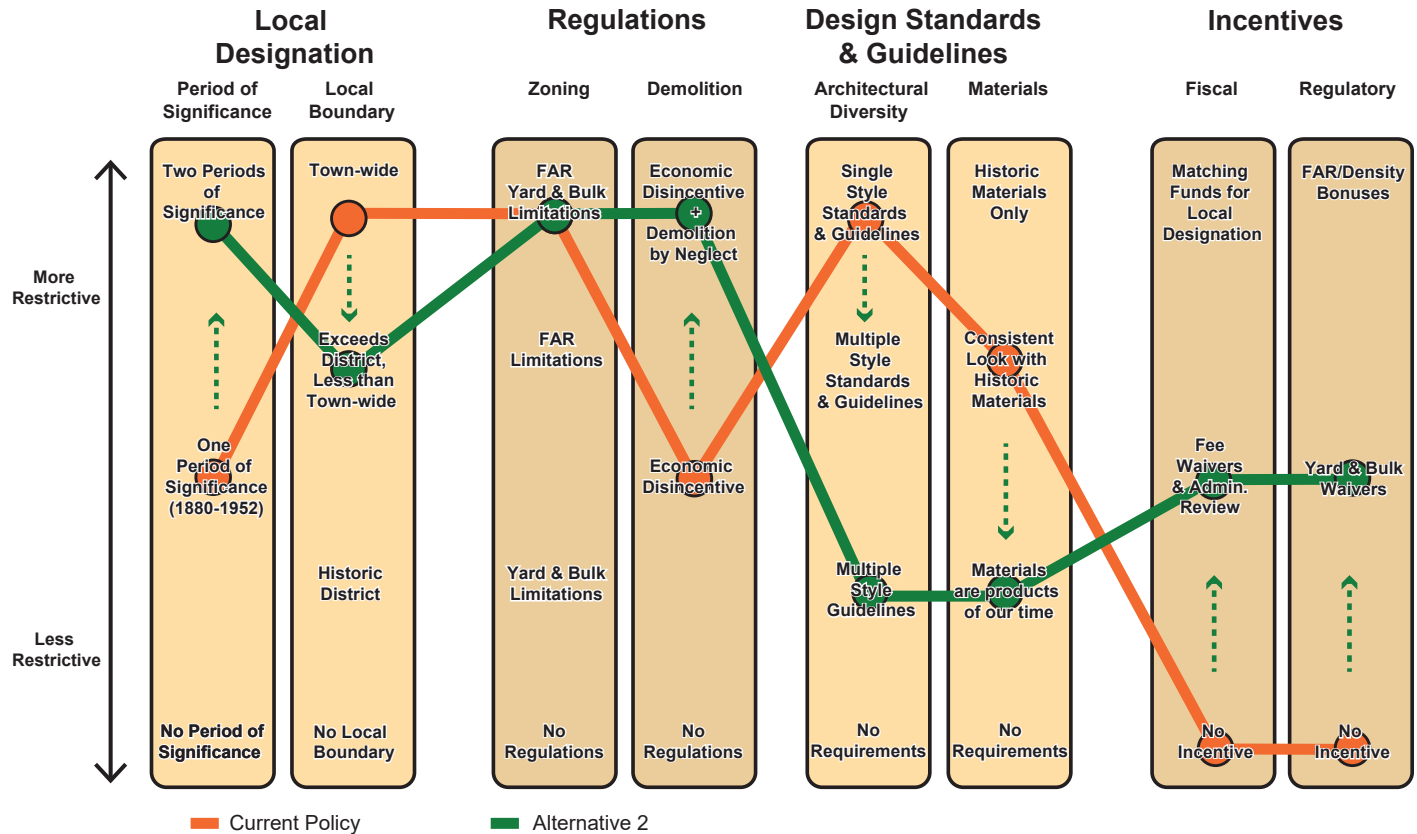 Local
Designation
Regulations
Design Standards
& Guidelines
Incentives
Period of
Significance
Local
Boundary
Zoning
Demolition
Architectural
Diversity
Materials
Fiscal
Regulatory
More
Restrictive
Less
Restrictive
Two Periods
of
Significance
One
Period of
Significance
(1880-1952)
No Period of
Significance
Town-wide
Exceeds
District,
Less than
Town-wide
Historic
District
No Local
Boundary
FAR
Yard & Bulk
Limitations
FAR
Limitations
Yard & Bulk
Limitations
No
Regulations
Economic
Disincentive
+
Demolition
by Neglect
Economic
Disincentive
No
Regulations
Single
Style
Standards
& Guidelines
Multiple
Style
Standards
& Guidelines
Multiple
Style
Guidelines
No
Requirements
Historic
Materials
Only
Consistent
Look with
Historic
Materials
Materials
are products
of our time
No
Requirements
Matching
Funds for
Local
Designation
Fee
Waivers
& Admin.
Review
No
Incentive
FAR/Density
Bonuses
Yard & Bulk
Waivers
No
Incentive
Current Policy
Alternative 2